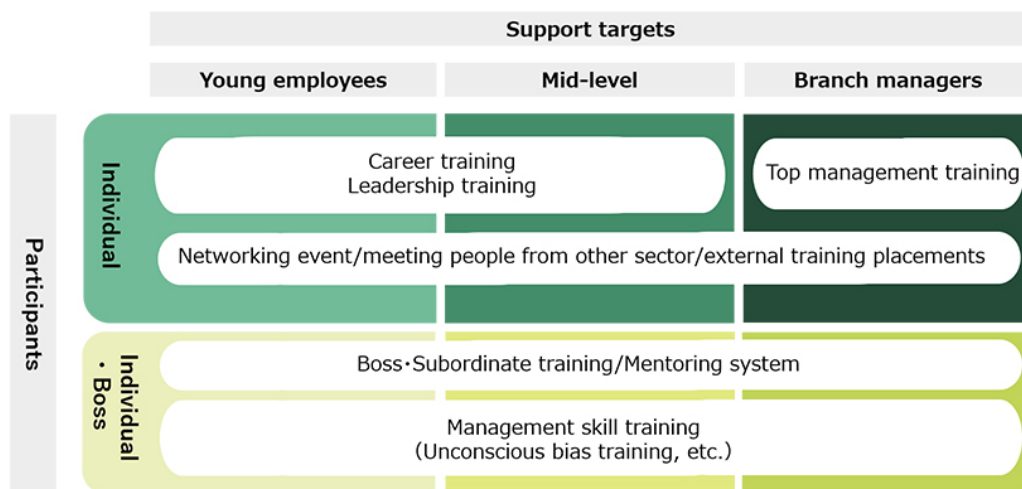 Support targets
Young employees
Mid-level
Branch managers
Participants
Individual
Career training
Leadership training
Top management training
Networking event/meeting people from other sector/external training placements
Individual
・Boss
Boss・Subordinate training/Mentoring system
Management skill training
(Unconscious bias training, etc.)